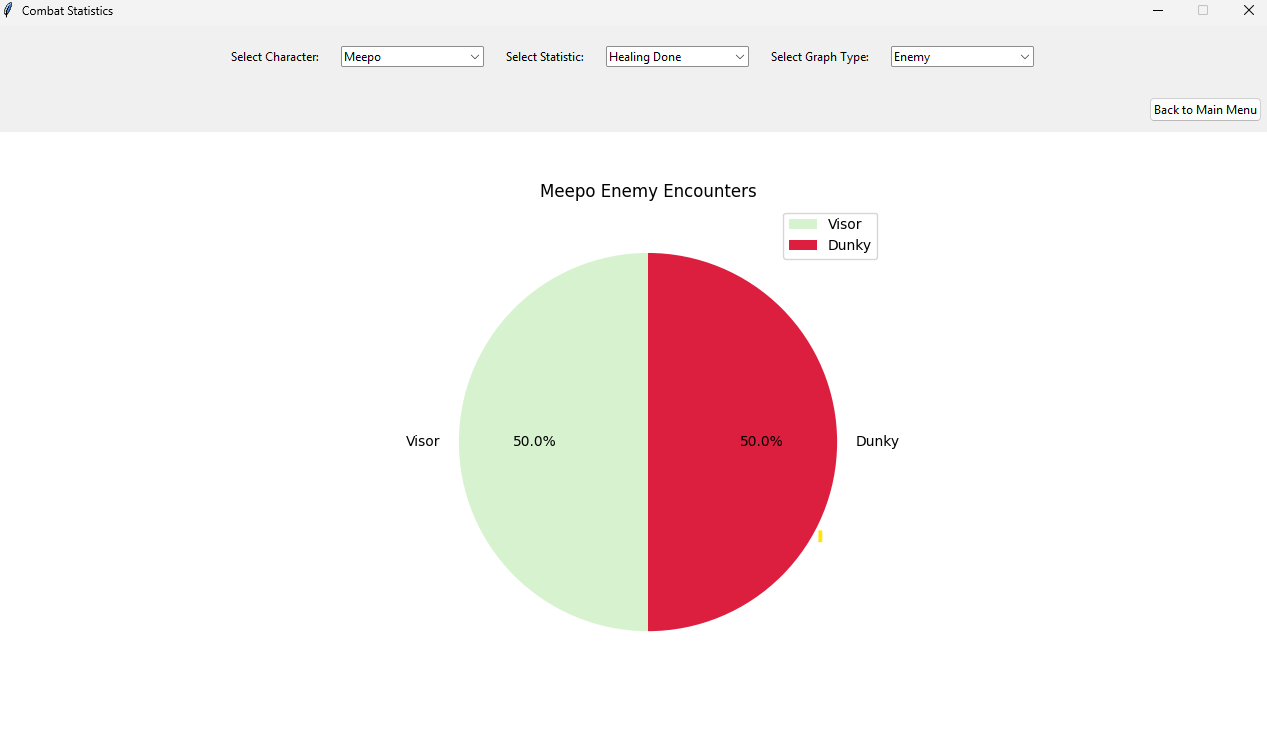 Combat Statistics
Select Character: Meepo Select Statistic: Healing Done Select Graph Type: Enemy
Back to Main Menu
Meepo Enemy Encounters
Visor
Dunky
Visor 50.0% 50.0% Dunky